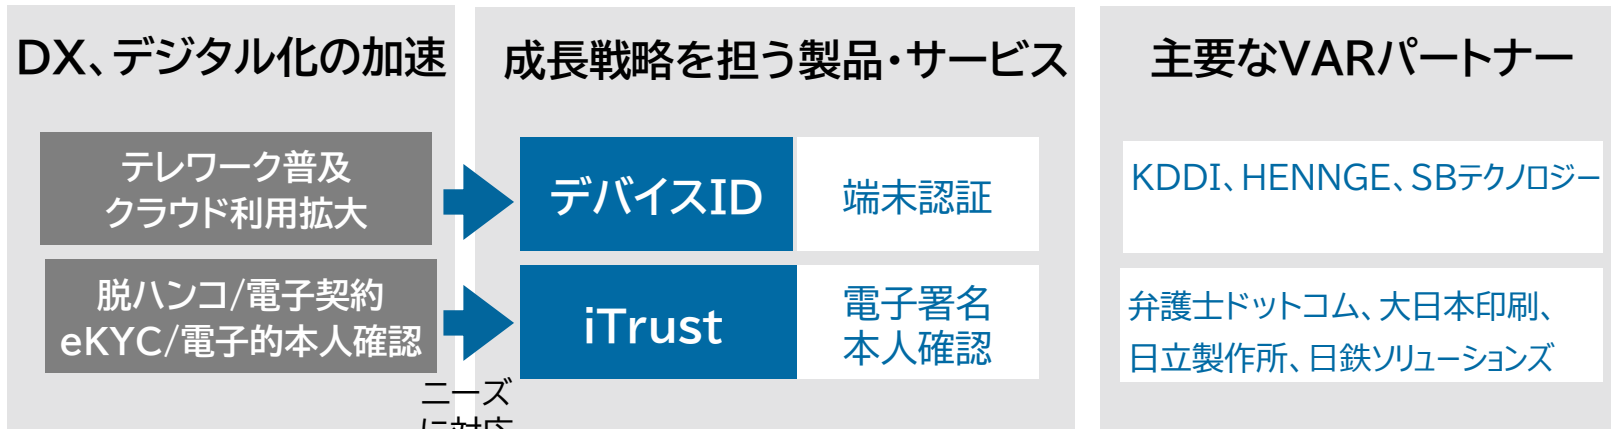 DX、デジタル化の加速
成長戦略を担う製品・サービス
主要なVARパートナー
テレワーク普及
クラウド利用拡大
デバイスID
端末認証
KDDI、HENNGE、SBテクノロジー
脱ハンコ/電子契約
eKYC/電子的本人確認
iTrust
電子署名
本人確認
弁護士ドットコム、大日本印刷、
日立製作所、日鉄ソリューションズ
ニーズ
に対応